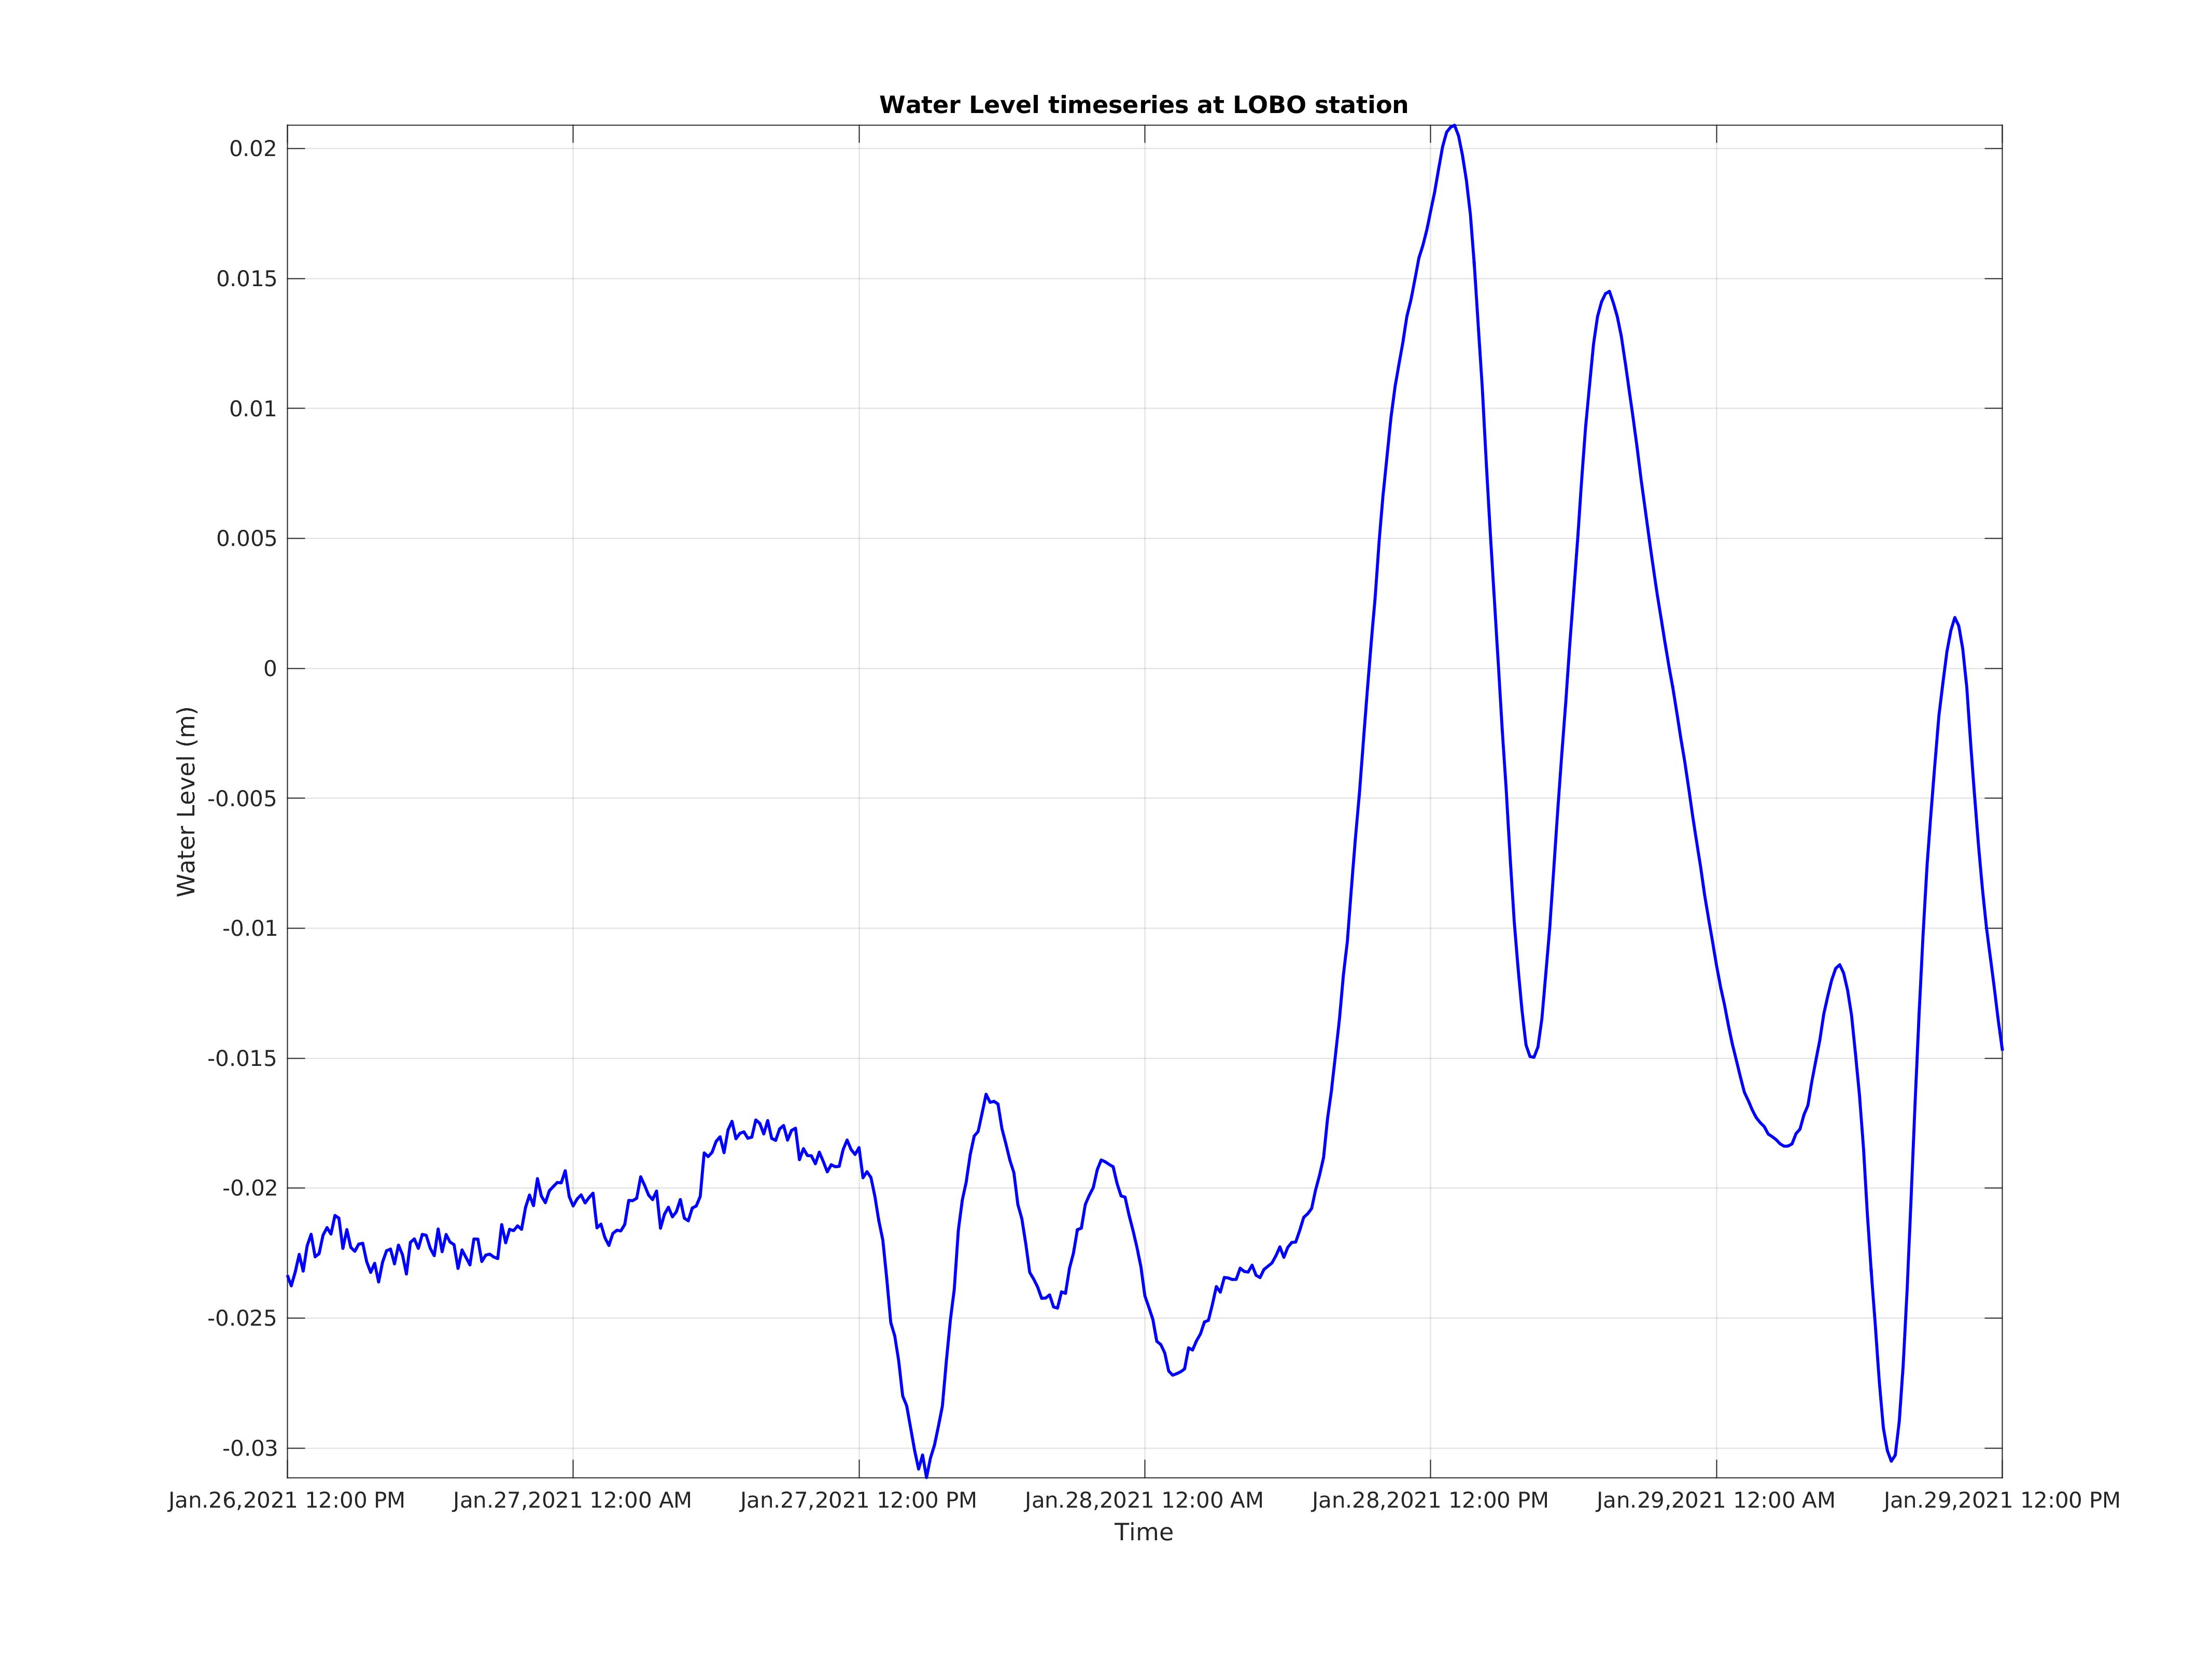 Water Level timeseries at LOBO station
0.02
0.015
0.01
0.005
0
-0.005
-0.01
-0.015
-0.02
-0.025
-0.03
Water Level (m)
Jan.26,2021 12:00 PM
Jan.27,2021 12:00 AM
Jan.27,2021 12:00 PM
Jan.28,2021 12:00 AM
Jan.28,2021 12:00 PM
Jan.29,2021 12:00 AM
Jan.29,2021 12:00 PM
Time